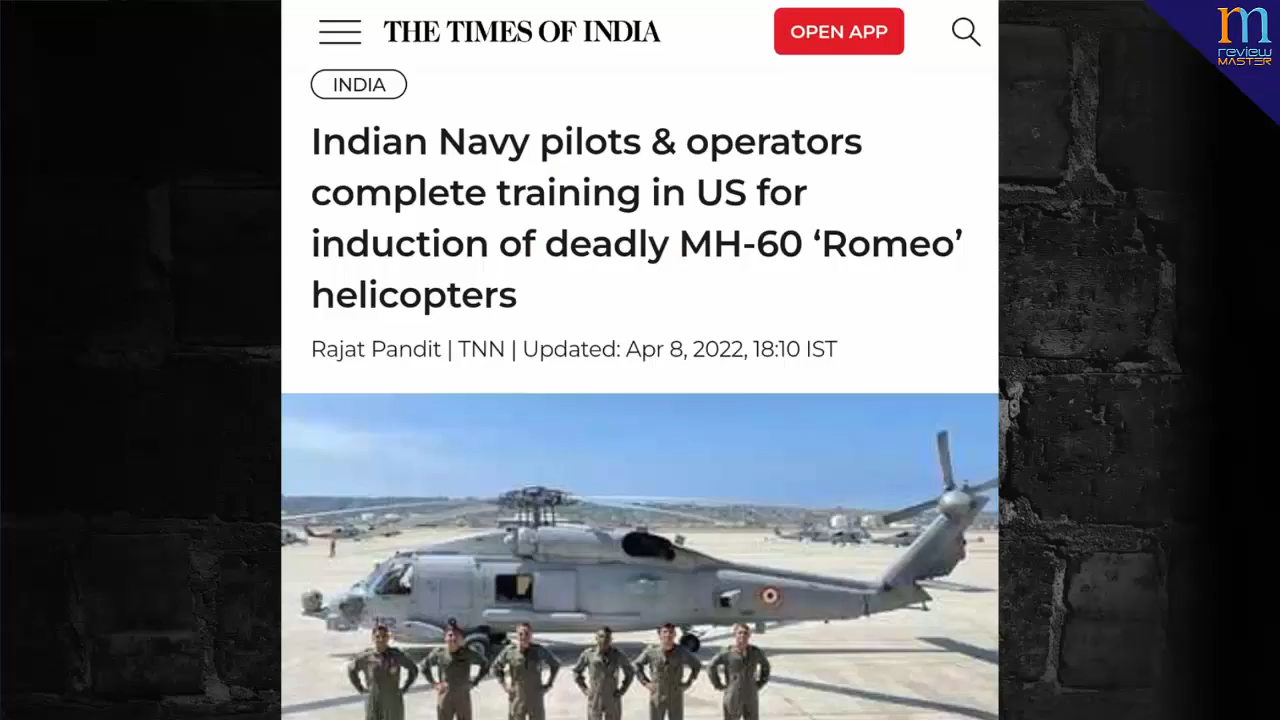 THE TIMES OF INDIA
OPEN APP
m
review
MASTER
INDIA
Indian Navy pilots & operators
complete training in US for
induction of deadly MH-60 ‘Romeo’
helicopters
Rajat Pandit | TNN | Updated: Apr 8, 2022, 18:10 IST